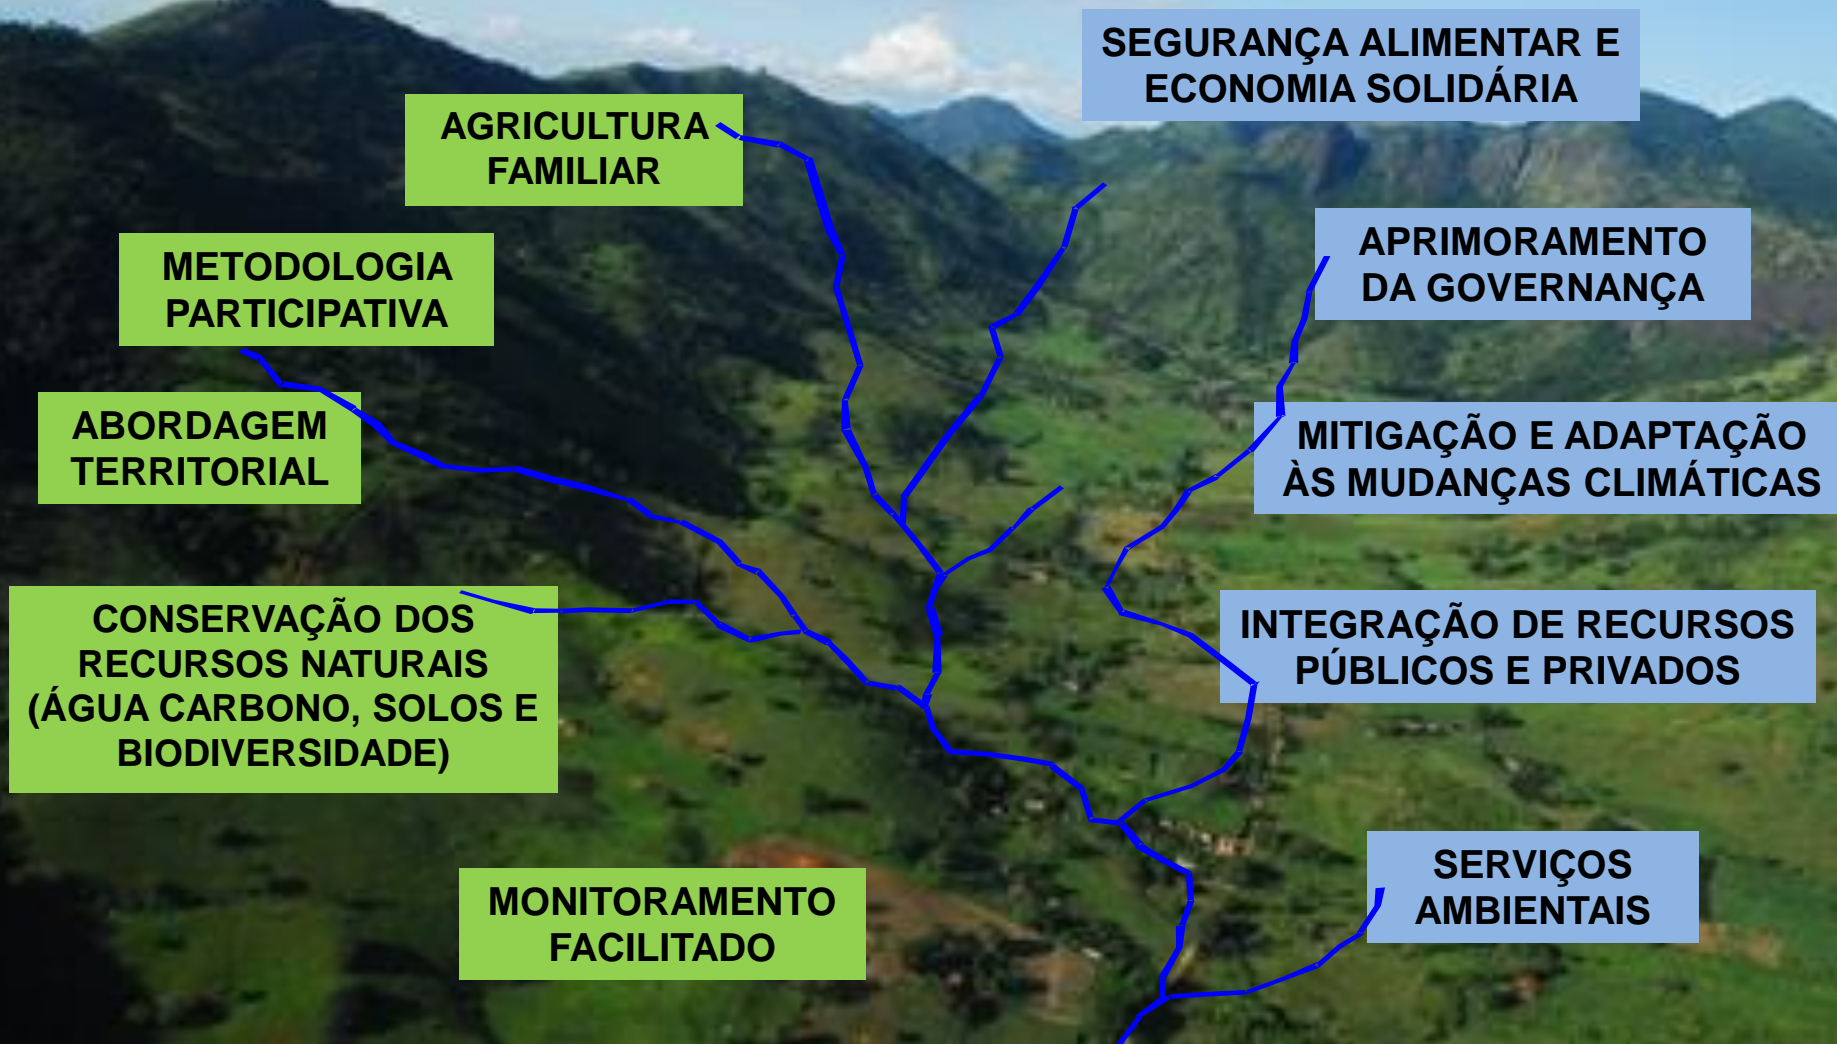 SEGURANÇA ALIMENTAR E
ECONOMIA SOLIDÁRIA
AGRICULTURA
FAMILIAR
APRIMORAMENTO
DA GOVERNANÇA
METODOLOGIA
PARTICIPATIVA
ABORDAGEM
TERRITORIAL
MITIGAÇÃO E ADAPTAÇÃO
ÀS MUDANÇAS CLIMÁTICAS
CONSERVAÇÃO DOS
RECURSOS NATURAIS
(ÁGUA CARBONO, SOLOS E
BIODIVERSIDADE)
INTEGRAÇÃO DE RECURSOS
PÚBLICOS E PRIVADOS
MONITORAMENTO
FACILITADO
SERVIÇOS
AMBIENTAIS